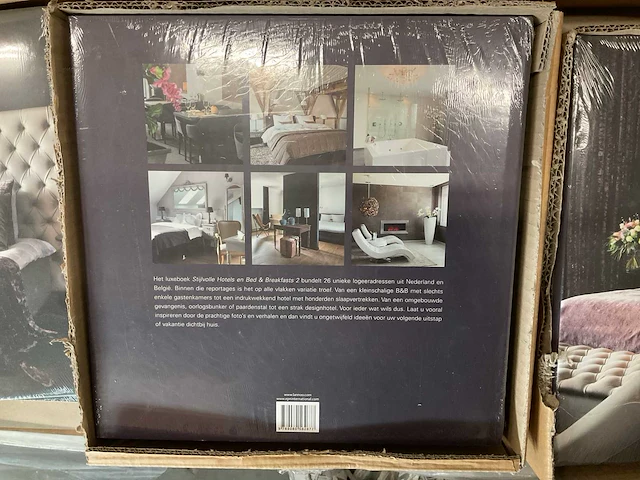 Het luxeboek Stijlvolle Hotels en Bed & Breakfasts 2 bundelt 26 unieke logeeradressen uit Nederland en
België. Binnen die reportages is het op alle vlakken variatie troef. Van een kleinschalige B&B met slechts
enkele gastenkamers tot een indrukwekkend hotel met honderden slaapvertrekken. Van een omgebouwde
gevangenis, oorlogsbunker of paardenstal tot een strak designhotel. Voor ieder wat wils dus. Laat u vooral
inspireren door de prachtige foto's en verhalen en dan vindt u ongetwijfeld ideeën voor uw volgende uitstap
of vakantie dichtbij huis.